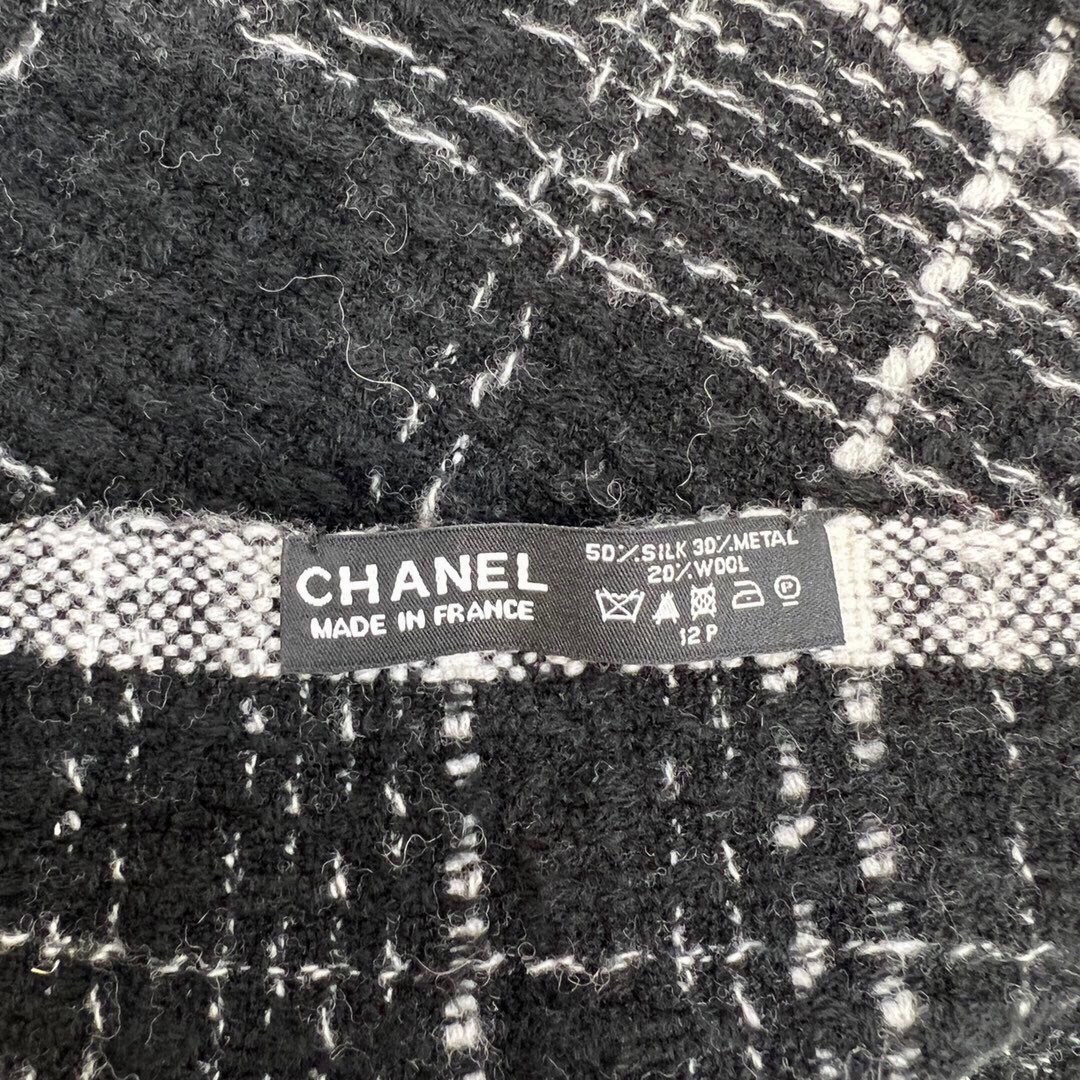 CHANEL
MADE IN FRANCE
50% SILK 30% METAL
20% WOOL
P
12 P